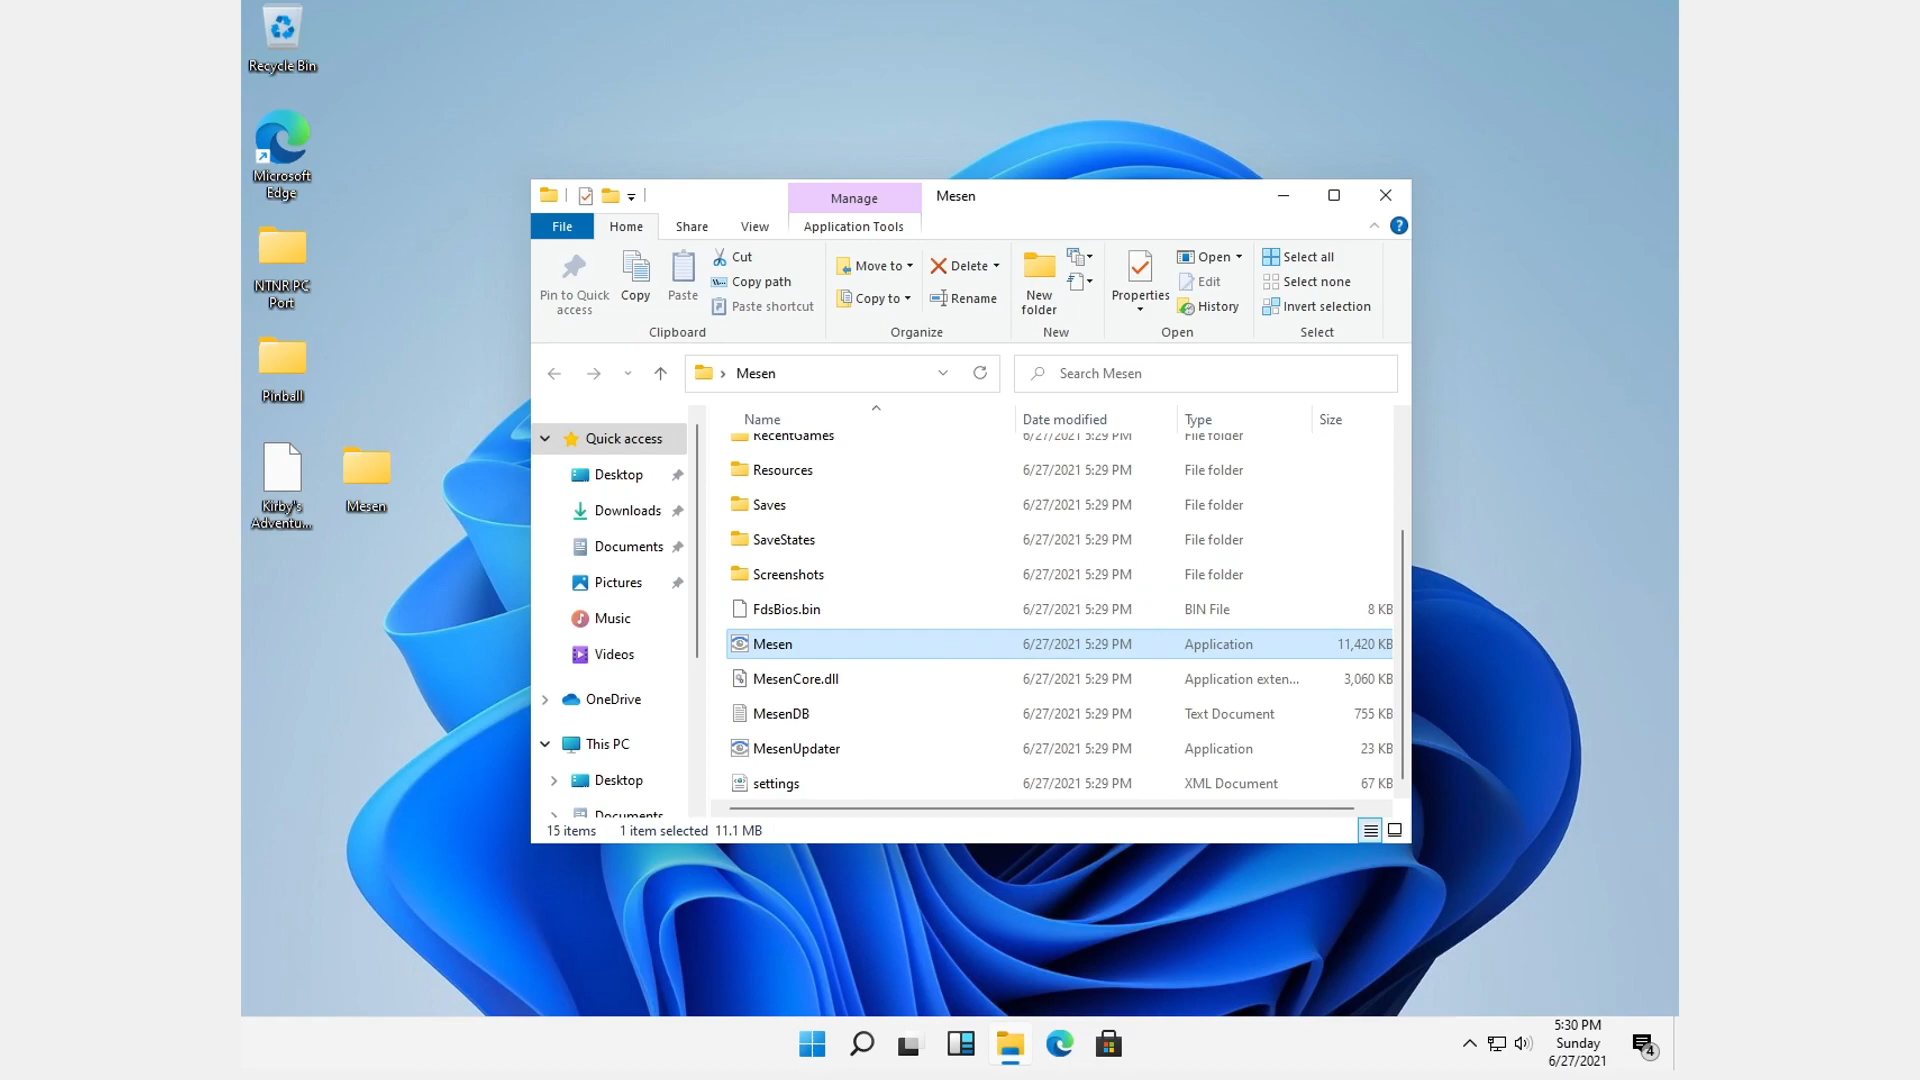 Recycle Bin
Microsoft
Edge
NTNR PC
Port
Pinball
Kirby's
Adventu...
Mesen
Manage
Mesen
File
Home
Share
View
Application Tools
Pin to Quick
access
Copy
Paste
Cut
Copy path
Paste shortcut
Clipboard
Move to
Copy to
Delete
Rename
Organize
New
folder
New
Properties
Open
Edit
History
Open
Select all
Select none
Invert selection
Select
Mesen
Search Mesen
Quick access
Desktop
Downloads
Documents
Pictures
Music
Videos
OneDrive
This PC
Desktop
Documents
Name Date modified Type Size
RecentGames 6/27/2021 5:29 PM File folder
Resources 6/27/2021 5:29 PM File folder
Saves 6/27/2021 5:29 PM File folder
SaveStates 6/27/2021 5:29 PM File folder
Screenshots 6/27/2021 5:29 PM File folder
FdsBios.bin 6/27/2021 5:29 PM BIN File 8 KB
Mesen 6/27/2021 5:29 PM Application 11,420 KB
MesenCore.dll 6/27/2021 5:29 PM Application exten... 3,060 KB
MesenDB 6/27/2021 5:29 PM Text Document 755 KB
MesenUpdater 6/27/2021 5:29 PM Application 23 KB
settings 6/27/2021 5:29 PM XML Document 67 KB
15 items 1 item selected 11.1 MB
5:30 PM
Sunday
6/27/2021
4